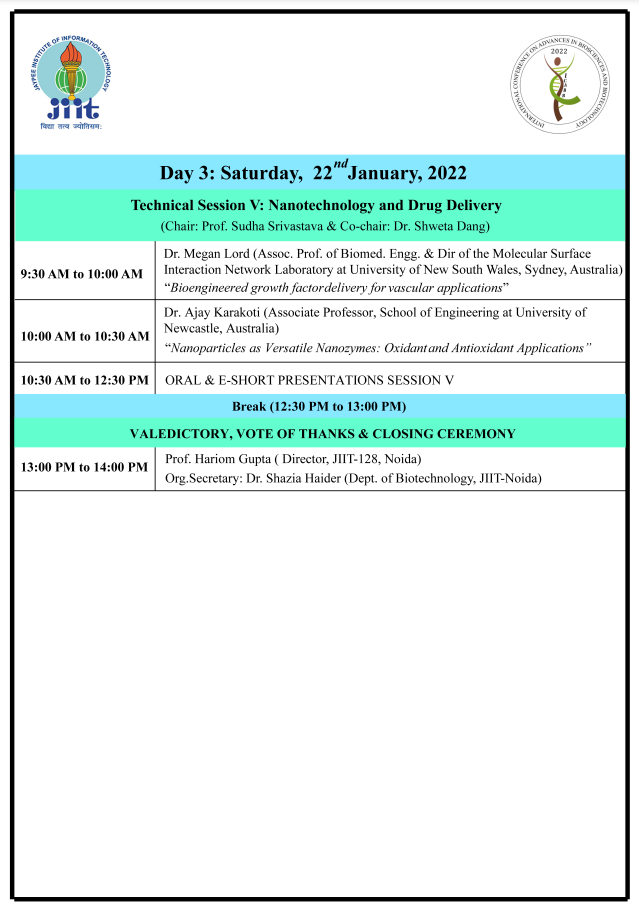 JAYPEE INSTITUTE OF INFORMATION TECHNOLOGY
jiit
विद्या तत्व ज्योतिसमः
INTERNATIONAL CONFERENCE ON ADVANCES IN BIOSCIENCES AND BIOTECHNOLOGY
2022
Day 3: Saturday, 22nd January, 2022
Technical Session V: Nanotechnology and Drug Delivery
(Chair: Prof. Sudha Srivastava & Co-chair: Dr. Shweta Dang)
9:30 AM to 10:00 AM
Dr. Megan Lord (Assoc. Prof. of Biomed. Engg. & Dir of the Molecular Surface
Interaction Network Laboratory at University of New South Wales, Sydney, Australia)
“Bioengineered growth factordelivery for vascular applications”
10:00 AM to 10:30 AM
Dr. Ajay Karakoti (Associate Professor, School of Engineering at University of
Newcastle, Australia)
“Nanoparticles as Versatile Nanozymes: Oxidant and Antioxidant Applications”
10:30 AM to 12:30 PM
ORAL & E-SHORT PRESENTATIONS SESSION V
Break (12:30 PM to 13:00 PM)
VALEDICTORY, VOTE OF THANKS & CLOSING CEREMONY
13:00 PM to 14:00 PM
Prof. Hariom Gupta ( Director, JIIT-128, Noida)
Org.Secretary: Dr. Shazia Haider (Dept. of Biotechnology, JIIT-Noida)